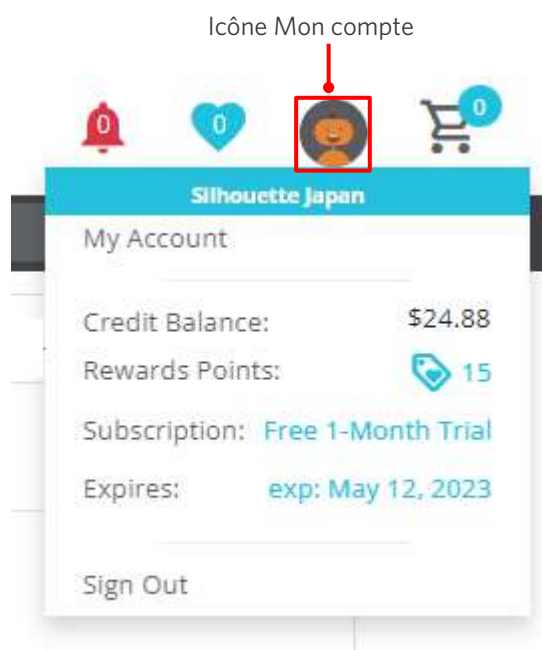 Icône Mon compte
0
0
0
Silhouette Japan
My Account
Credit Balance: $24.88
Rewards Points: 15
Subscription: Free 1-Month Trial
Expires: exp: May 12, 2023
Sign Out